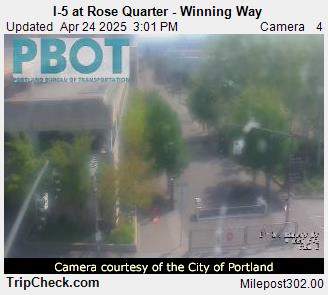 I-5 at Rose Quarter - Winning Way
Updated Apr 24 2025 3:01 PM Camera 4
PBOT
PORTLAND BUREAU OF TRANSPORTATION
Camera courtesy of the City of Portland
TripCheck.com Milepost302.00